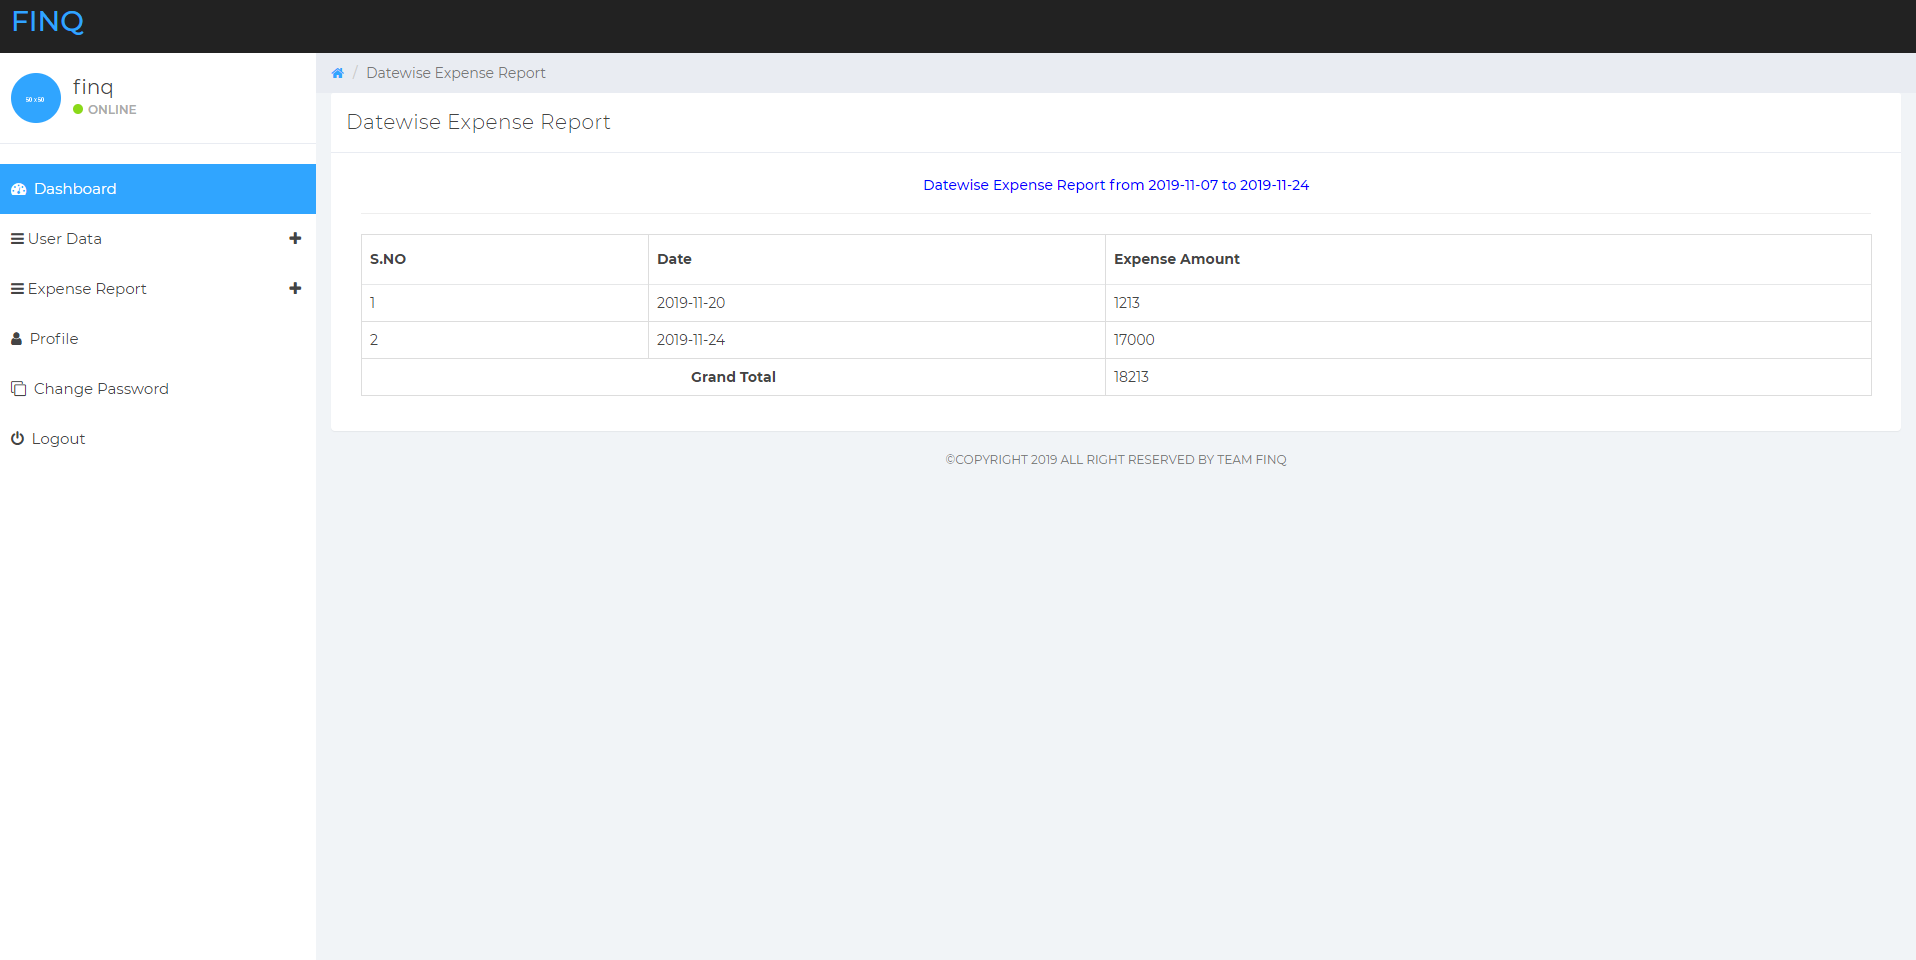 FINQ
50 x 50
finq
ONLINE
Dashboard
User Data
Expense Report
Profile
Change Password
Logout
/ Datewise Expense Report
Datewise Expense Report
Datewise Expense Report from 2019-11-07 to 2019-11-24
S.NO Date Expense Amount
1 2019-11-20 1213
2 2019-11-24 17000
Grand Total 18213
©COPYRIGHT 2019 ALL RIGHT RESERVED BY TEAM FINQ